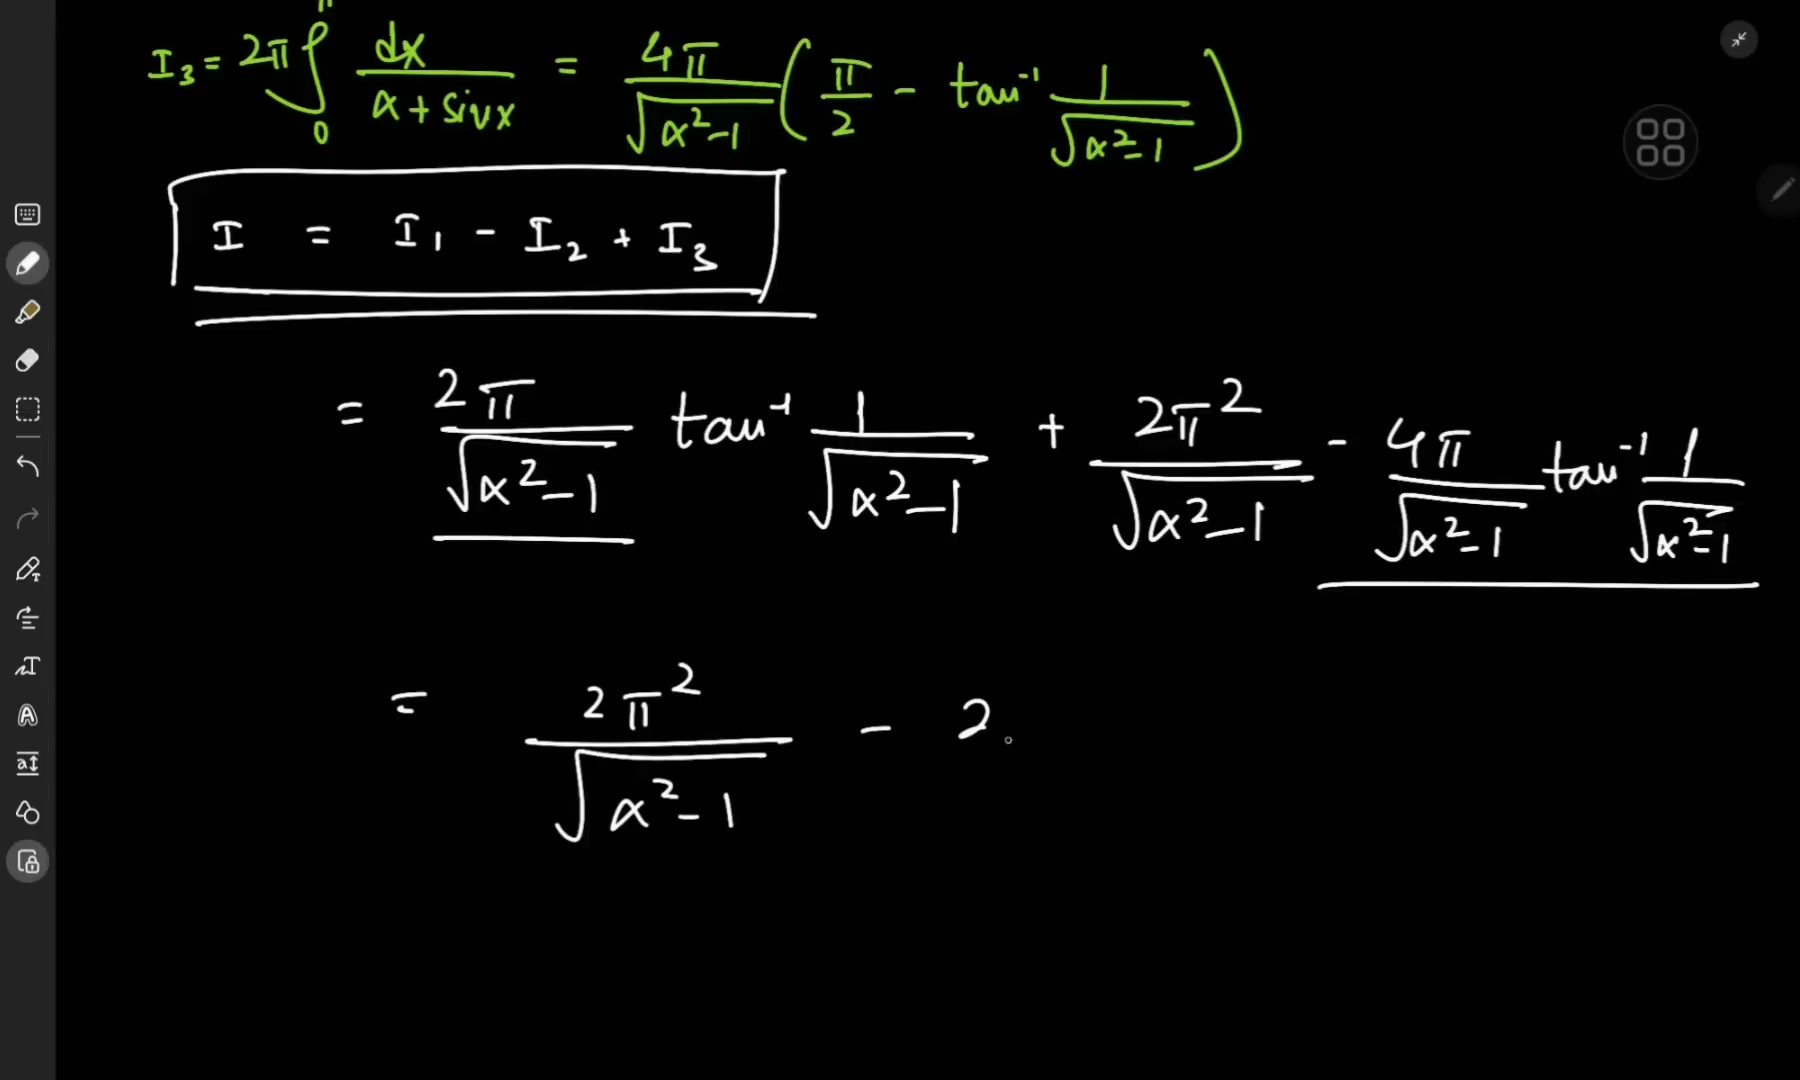 I₃ = 2π ∫₀^π dx/(α + sin x) = 4π/√(α²-1) (π/2 - tan⁻¹ 1/√(α²-1))
I = I₁ - I₂ + I₃
= 2π/√(α²-1) tan⁻¹ 1/√(α²-1) + 2π²/√(α²-1) - 4π/√(α²-1) tan⁻¹ 1/√(α²-1)
= 2π²/√(α²-1) - 2